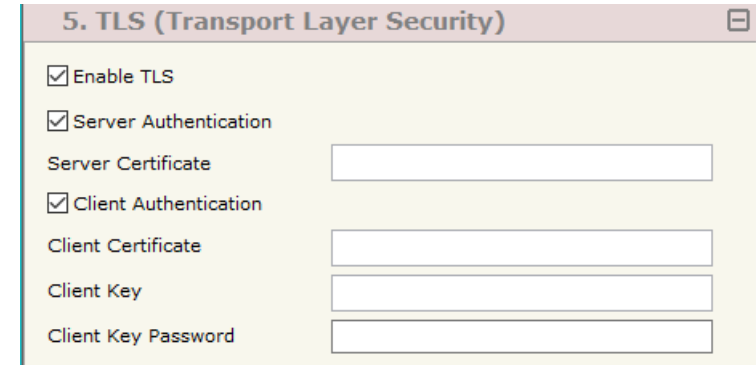 5. TLS (Transport Layer Security)
Enable TLS
Server Authentication
Server Certificate
Client Authentication
Client Certificate
Client Key
Client Key Password